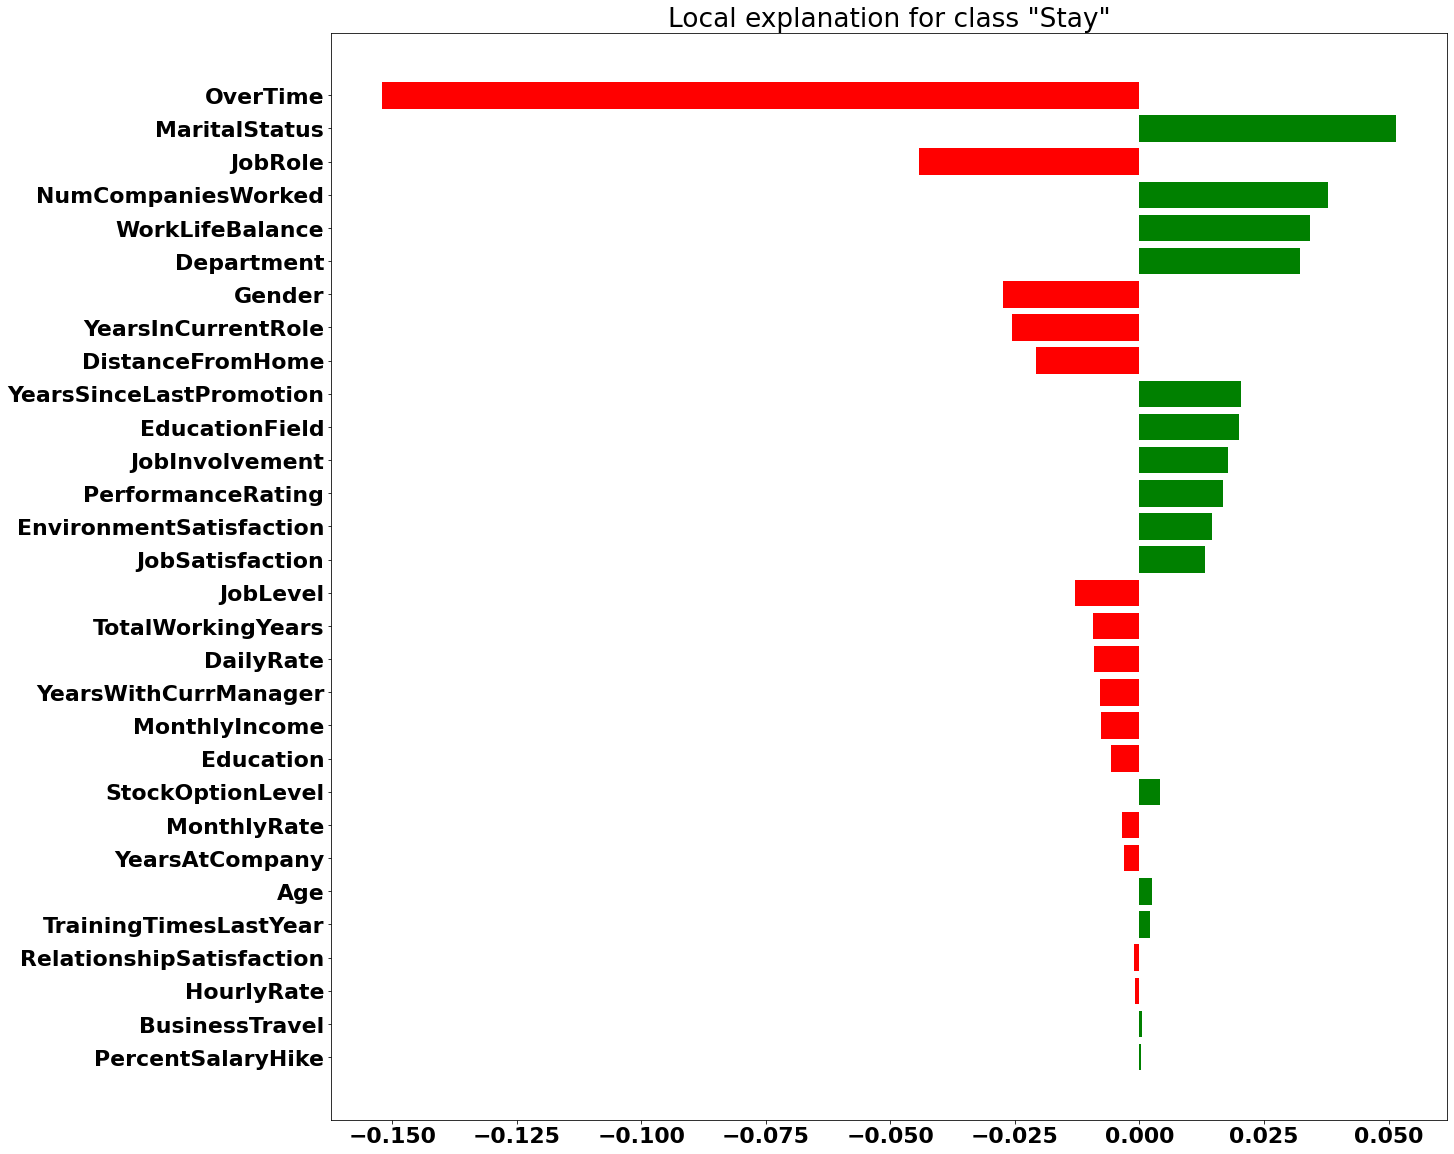 Local explanation for class "Stay"
OverTime
MaritalStatus
JobRole
NumCompaniesWorked
WorkLifeBalance
Department
Gender
YearsInCurrentRole
DistanceFromHome
YearsSinceLastPromotion
EducationField
JobInvolvement
PerformanceRating
EnvironmentSatisfaction
JobSatisfaction
JobLevel
TotalWorkingYears
DailyRate
YearsWithCurrManager
MonthlyIncome
Education
StockOptionLevel
MonthlyRate
YearsAtCompany
Age
TrainingTimesLastYear
RelationshipSatisfaction
HourlyRate
BusinessTravel
PercentSalaryHike
−0.150 −0.125 −0.100 −0.075 −0.050 −0.025 0.000 0.025 0.050